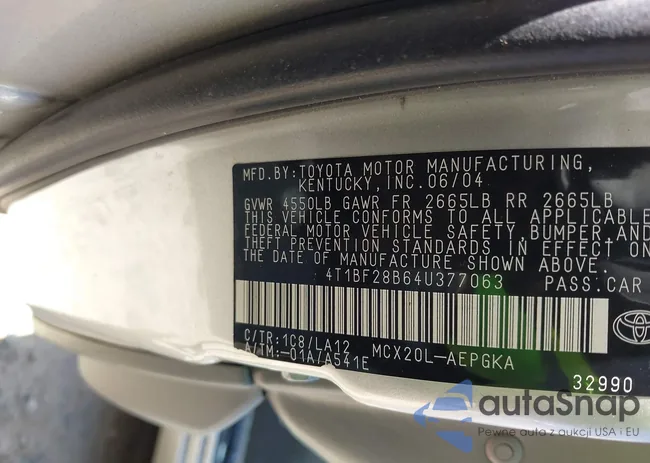 MFD.BY:TOYOTA MOTOR MANUFACTURING,
KENTUCKY,INC.06/04
GVWR 4550LB GAWR FR 2665LB RR 2665LB
THIS VEHICLE CONFORMS TO ALL APPLICABLE
FEDERAL MOTOR VEHICLE SAFETY BUMPER AND
THEFT PREVENTION STANDARDS IN EFFECT ON
THE DATE OF MANUFACTURE SHOWN ABOVE.
4T1BF28B64U377063 PASS.CAR
C/TR:1C8/LA12 MCX20L-AEPGKA
A/TM:-01A/A541E
32990
autoSnap
Pewne auta z aukcji USA i EU